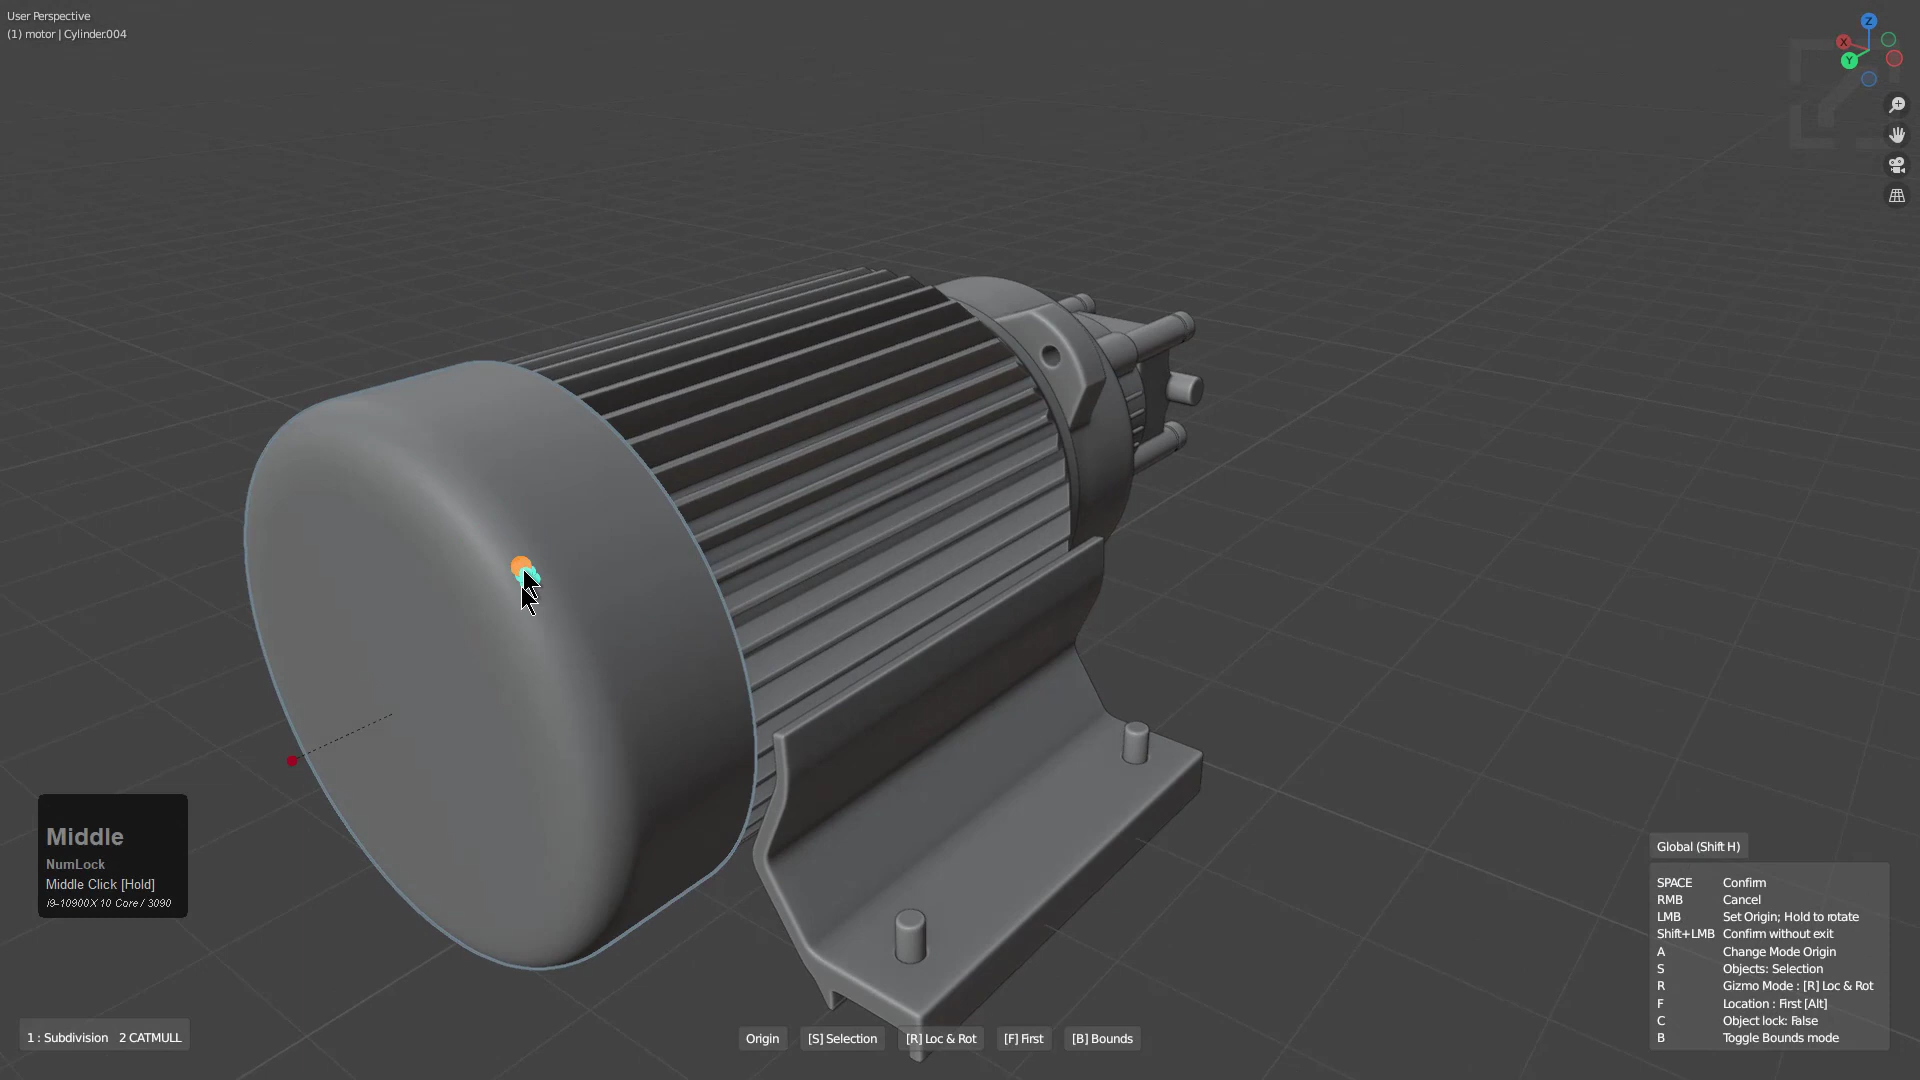 User Perspective
(1) motor | Cylinder.004
Z
X
Y
Middle
NumLock
Middle Click [Hold]
i9-10900X 10 Core / 3090
1 : Subdivision 2 CATMULL
Origin
[S] Selection
[R] Loc & Rot
[F] First
[B] Bounds
Global (Shift H)
SPACE Confirm
RMB Cancel
LMB Set Origin; Hold to rotate
Shift+LMB Confirm without exit
A Change Mode Origin
S Objects: Selection
R Gizmo Mode : [R] Loc & Rot
F Location : First [Alt]
C Object lock: False
B Toggle Bounds mode